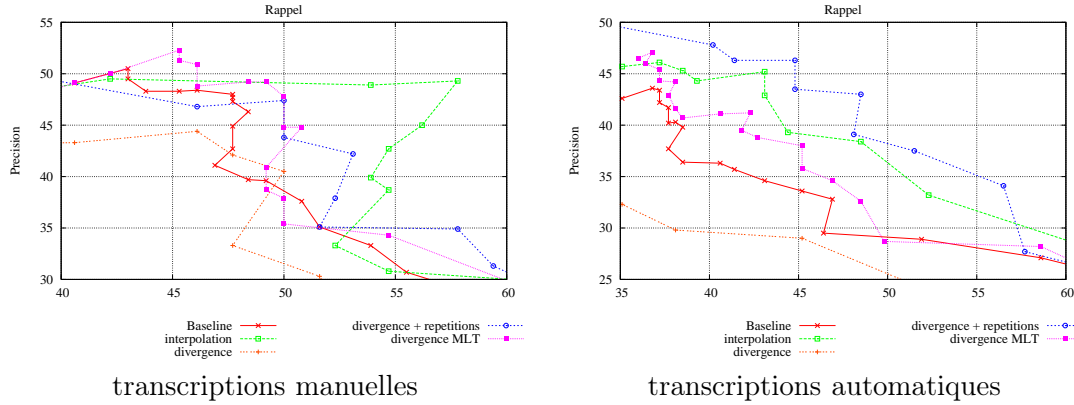 Rappel
55
50
45
40
35
30
Precision
40 45 50 55 60
Baseline
interpolation
divergence
divergence + repetitions
divergence MLT
transcriptions manuelles
Rappel
50
45
40
35
30
25
Precision
35 40 45 50 55 60
Baseline
interpolation
divergence
divergence + repetitions
divergence MLT
transcriptions automatiques